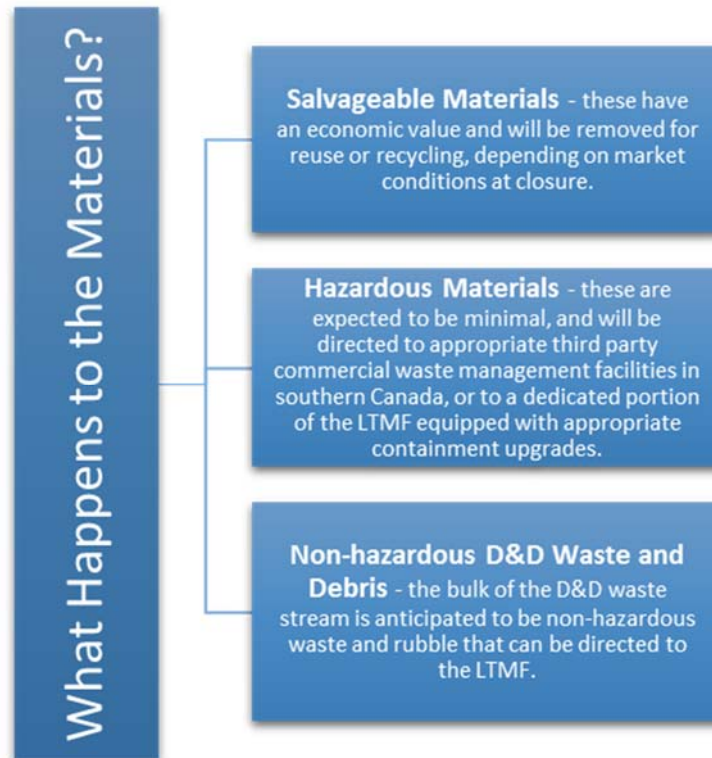 What Happens to the Materials?
Salvageable Materials - these have
an economic value and will be removed for
reuse or recycling, depending on market
conditions at closure.
Hazardous Materials - these are
expected to be minimal, and will be
directed to appropriate third party
commercial waste management facilities in
southern Canada, or to a dedicated portion
of the LTMF equipped with appropriate
containment upgrades.
Non-hazardous D&D Waste and
Debris - the bulk of the D&D waste
stream is anticipated to be non-hazardous
waste and rubble that can be directed to
the LTMF.